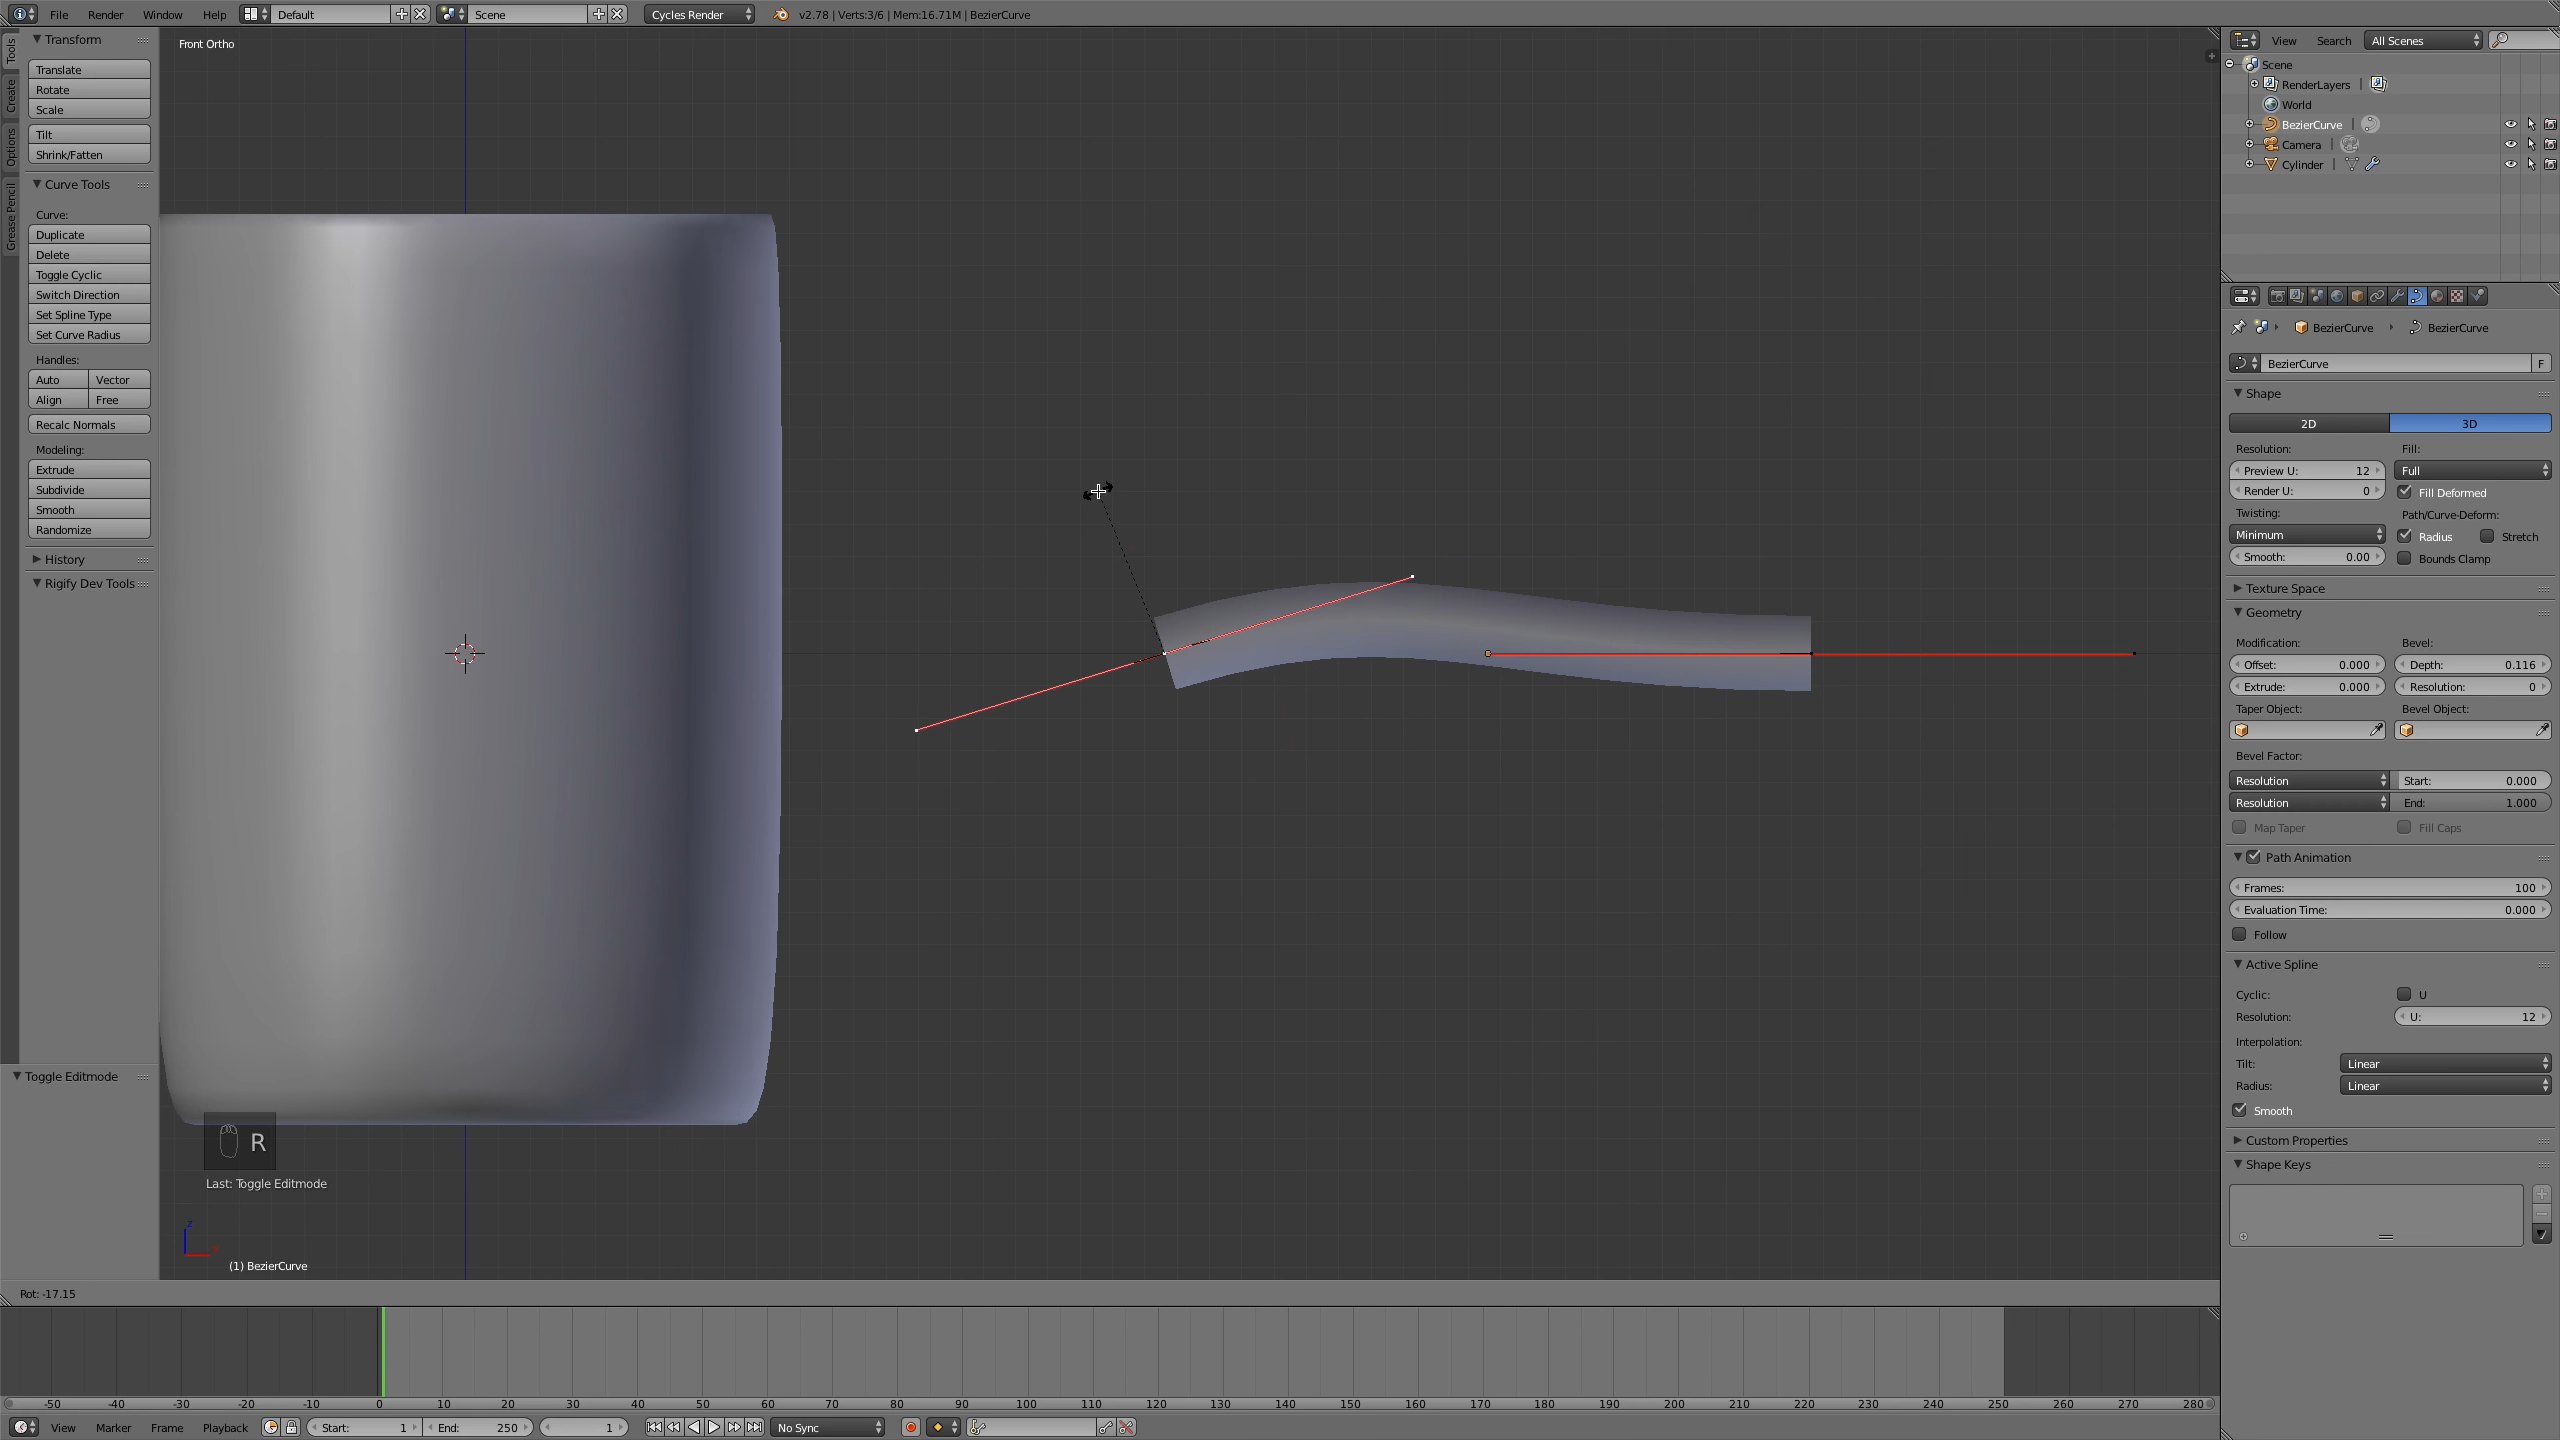 File Render Window Help Default Scene Cycles Render v2.78 | Verts:3/6 | Mem:16.71M | BezierCurve
Tools
Create
Options
Grease Pencil
Transform
Translate
Rotate
Scale
Tilt
Shrink/Fatten
Curve Tools
Curve:
Duplicate
Delete
Toggle Cyclic
Switch Direction
Set Spline Type
Set Curve Radius
Handles:
Auto Vector
Align Free
Recalc Normals
Modeling:
Extrude
Subdivide
Smooth
Randomize
History
Rigify Dev Tools
Toggle Editmode
Front Ortho
R
Last: Toggle Editmode
z
x
(1) BezierCurve
Rot: -17.15
View Search All Scenes
Scene
RenderLayers |
World
BezierCurve |
Camera |
Cylinder |
BezierCurve BezierCurve
BezierCurve F
Shape
2D 3D
Resolution: Fill:
Preview U: 12 Full
Render U: 0 Fill Deformed
Twisting: Path/Curve-Deform:
Minimum Radius Stretch
Smooth: 0.00 Bounds Clamp
Texture Space
Geometry
Modification: Bevel:
Offset: 0.000 Depth: 0.116
Extrude: 0.000 Resolution: 0
Taper Object: Bevel Object:
Bevel Factor:
Resolution Start: 0.000
Resolution End: 1.000
Map Taper Fill Caps
Path Animation
Frames: 100
Evaluation Time: 0.000
Follow
Active Spline
Cyclic: U
Resolution: U: 12
Interpolation:
Tilt: Linear
Radius: Linear
Smooth
Custom Properties
Shape Keys
-50 -40 -30 -20 -10 0 10 20 30 40 50 60 70 80 90 100 110 120 130 140 150 160 170 180 190 200 210 220 230 240 250 260 270 280
View Marker Frame Playback Start: 1 End: 250 1 No Sync